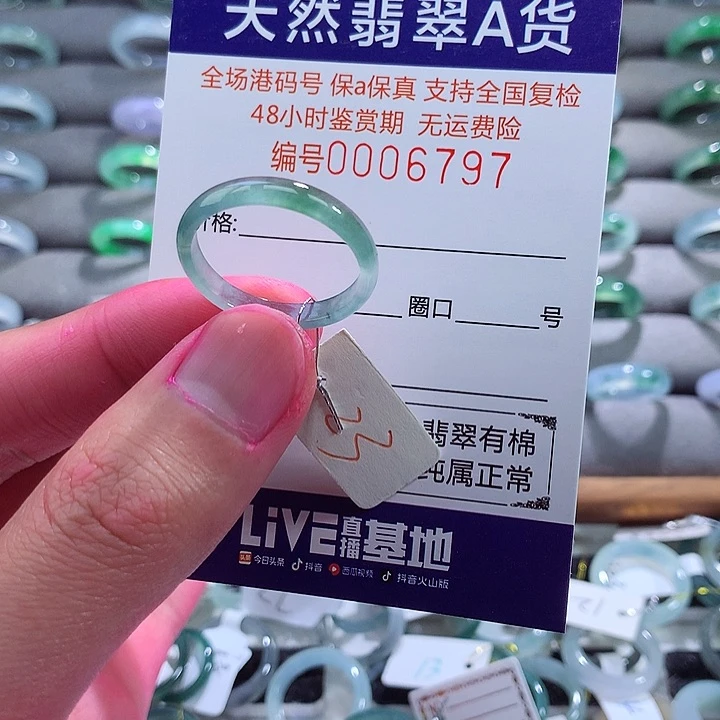 天然翡翠A货
全场港码号 保a保真 支持全国复检
48小时鉴赏期 无运费险
编号0006797
格:
圈口 号
翡翠有棉
纯属正常
23
LiVE直播基地
头条 今日头条 抖音 西瓜视频 抖音火山版
13